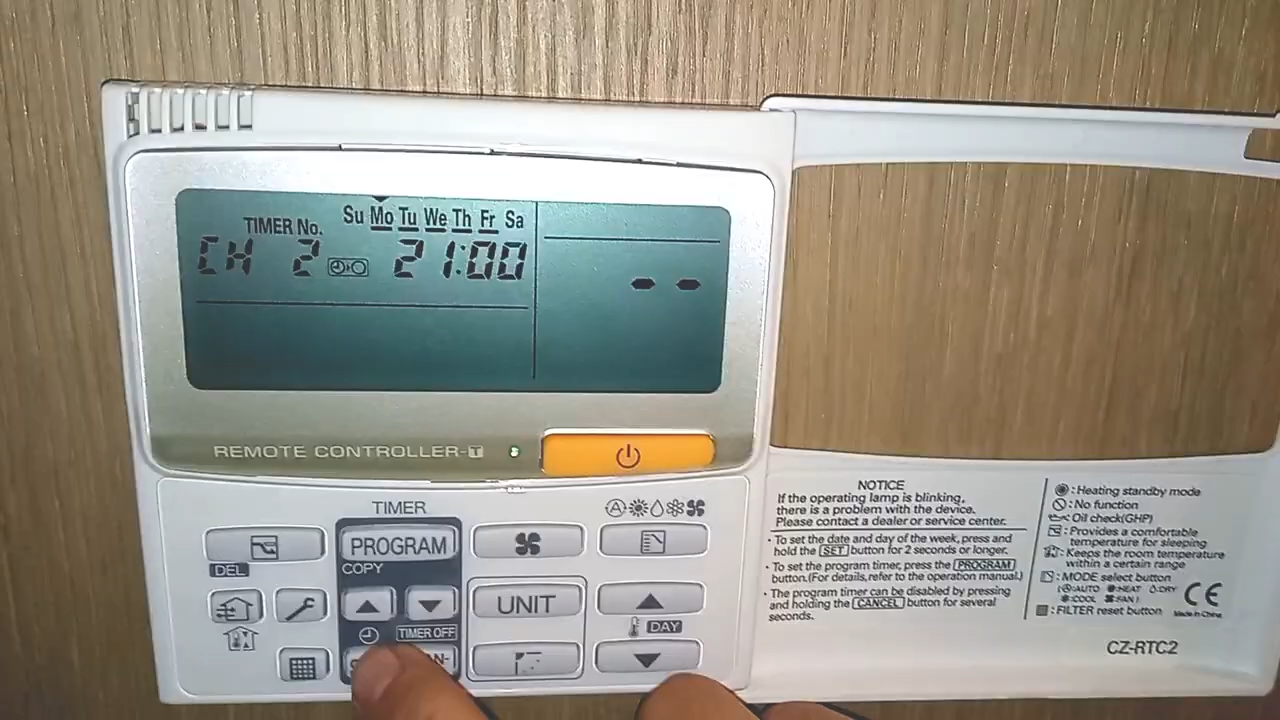 Su Mo Tu We Th Fr Sa
TIMER No.
CH 2 21:00
--
REMOTE CONTROLLER-T
TIMER
PROGRAM
COPY
DEL
UNIT
TIMER OFF
DAY
NOTICE
If the operating lamp is blinking,
there is a problem with the device.
Please contact a dealer or service center.
・To set the date and day of the week, press and
hold the SET button for 2 seconds or longer.
・To set the program timer, press the PROGRAM
button.(For details,refer to the operation manual.)
・The program timer can be disabled by pressing
and holding the CANCEL button for several
seconds.
:Heating standby mode
:No function
:Oil check(GHP)
:Provides a comfortable
temperature for sleeping
:Keeps the room temperature
within a certain range
:MODE select button
(A:AUTO :HEAT :DRY
:COOL :FAN)
:FILTER reset button
CE
Made in China
CZ-RTC2